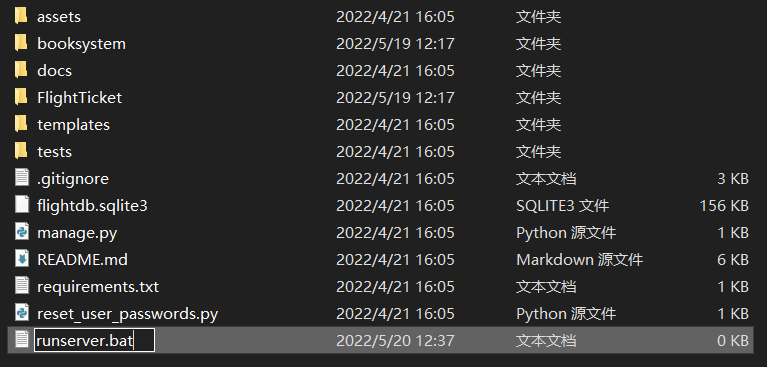 assets 2022/4/21 16:05 文件夹
booksystem 2022/5/19 12:17 文件夹
docs 2022/4/21 16:05 文件夹
FlightTicket 2022/5/19 12:17 文件夹
templates 2022/4/21 16:05 文件夹
tests 2022/4/21 16:05 文件夹
.gitignore 2022/4/21 16:05 文本文档 3 KB
flightdb.sqlite3 2022/4/21 16:05 SQLITE3 文件 156 KB
manage.py 2022/4/21 16:05 Python 源文件 1 KB
README.md 2022/4/21 16:05 Markdown 源文件 6 KB
requirements.txt 2022/4/21 16:05 文本文档 1 KB
reset_user_passwords.py 2022/4/21 16:05 Python 源文件 1 KB
runserver.bat 2022/5/20 12:37 文本文档 0 KB